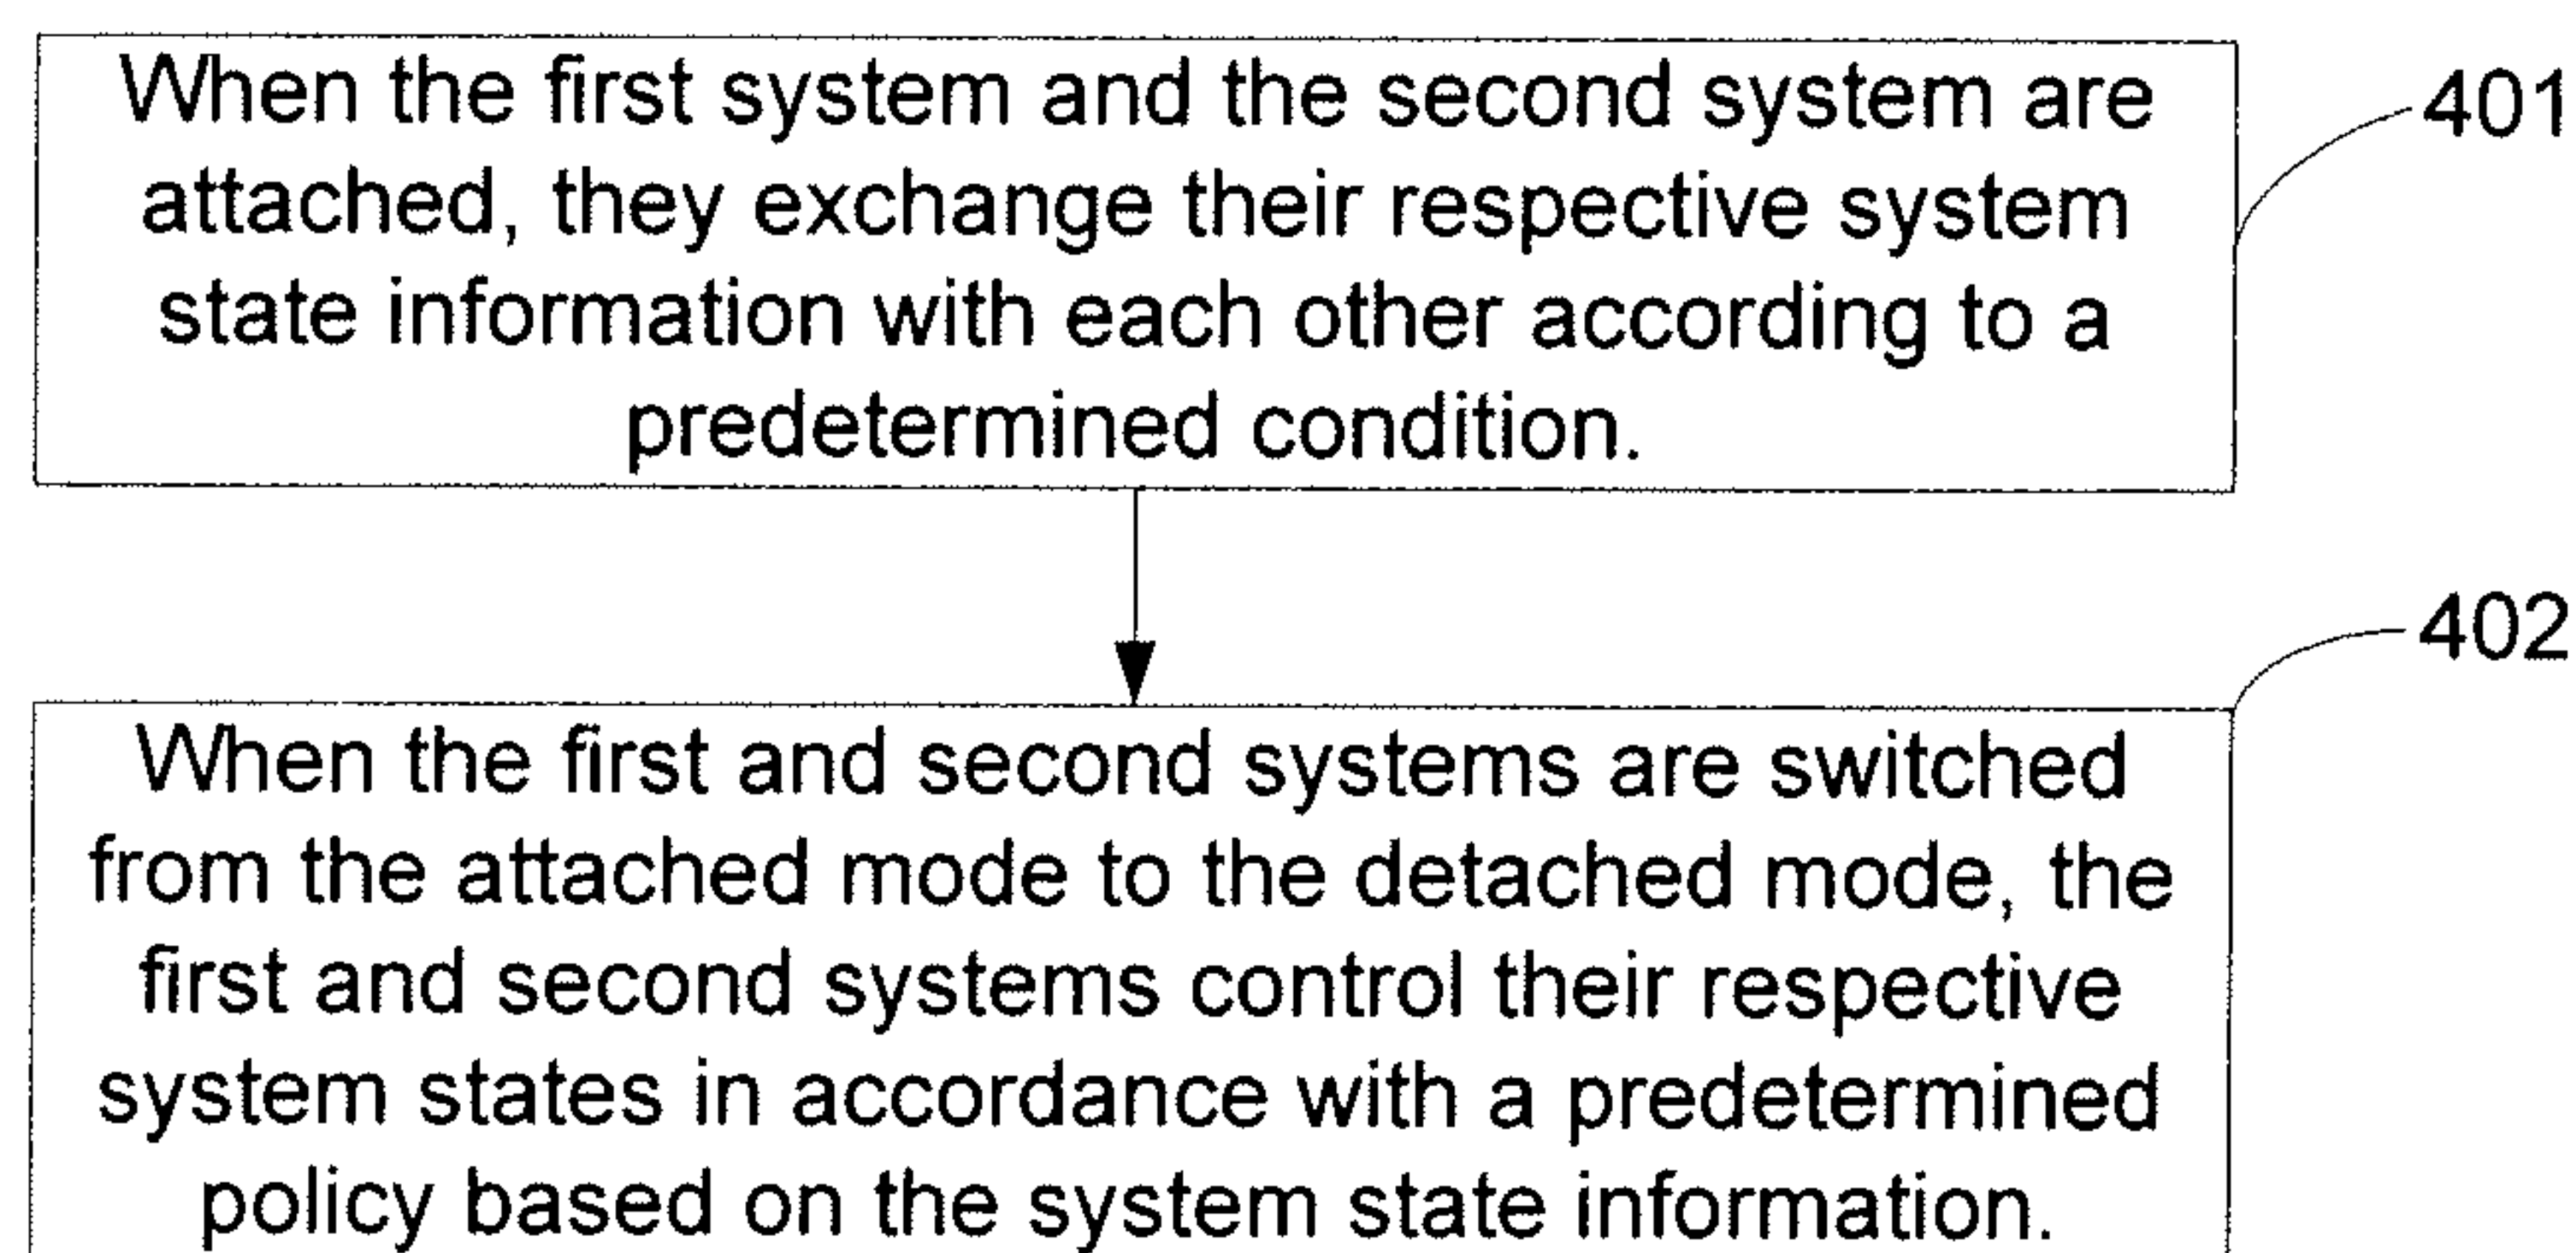 When the first system and the second system are
attached, they exchange their respective system
state information with each other according to a
predetermined condition.
401
402
When the first and second systems are switched
from the attached mode to the detached mode, the
first and second systems control their respective
system states in accordance with a predetermined
policy based on the system state information.